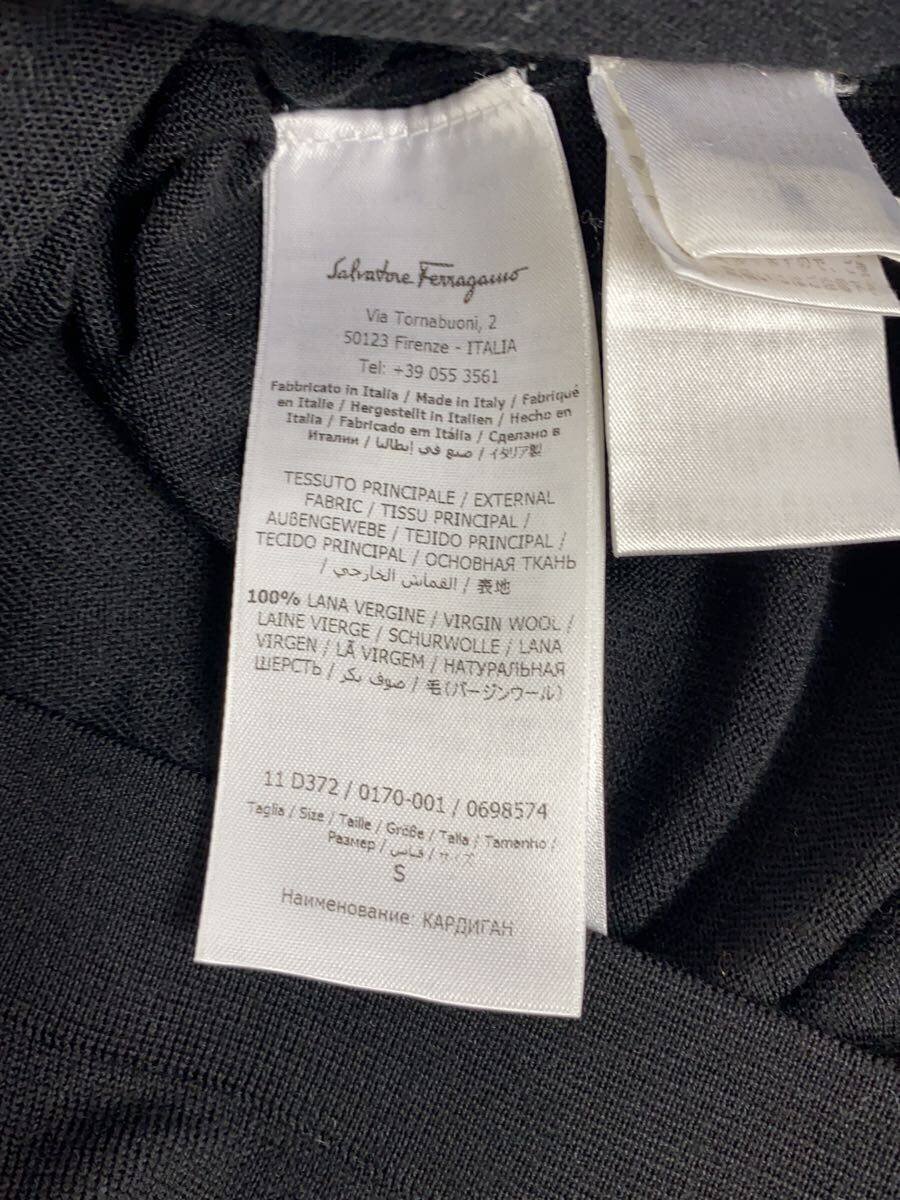 Salvatore Ferragamo
Via Tornabuoni, 2
50123 Firenze - ITALIA
Tel: +39 055 3561
Fabbricato in Italia / Made in Italy / Fabriqué
en Italie / Hergestellt in Italien / Hecho en
Italia / Fabricado em Itália / Сделано в
Италии / صنع في إيطاليا / イタリア製
TESSUTO PRINCIPALE / EXTERNAL
FABRIC / TISSU PRINCIPAL /
AUßENGEWEBE / TEJIDO PRINCIPAL /
TECIDO PRINCIPAL / ОСНОВНАЯ ТКАНЬ
/ القماش الخارجي / 表地
100% LANA VERGINE / VIRGIN WOOL /
LAINE VIERGE / SCHURWOLLE / LANA
VIRGEN / LÃ VIRGEM / НАТУРАЛЬНАЯ
ШЕРСТЬ / صوف بكر / 毛(バージンウール)
11 D372 / 0170-001 / 0698574
Taglia / Size / Taille / Größe / Talla / Tamanho /
Размер / قياس / サイズ
S
Наименование: КАРДИГАН